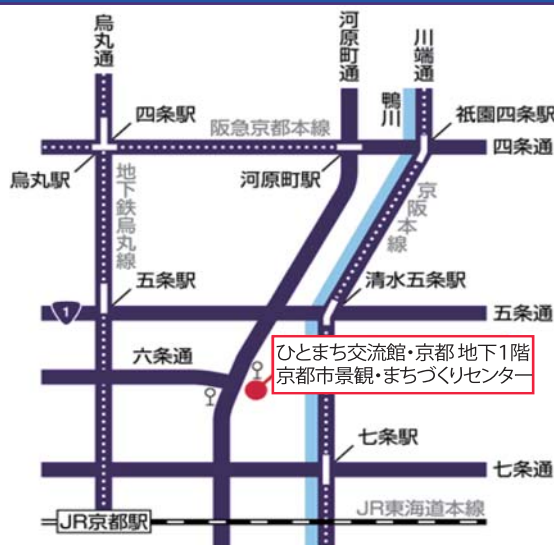 烏丸通
河原町通
川端通
鴨川
四条駅
阪急京都本線
祇園四条駅
四条通
烏丸駅
河原町駅
地下鉄烏丸線
京阪本線
五条駅
清水五条駅
1
五条通
六条通
ひとまち交流館・京都 地下1階
京都市景観・まちづくりセンター
七条駅
七条通
JR東海道本線
JR京都駅